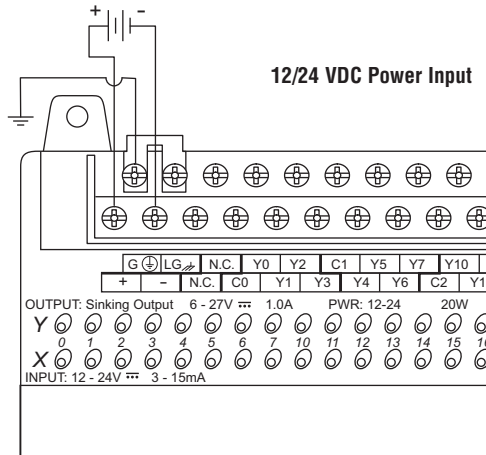 + -
12/24 VDC Power Input
G LG N.C. Y0 Y2 C1 Y5 Y7 Y10
+ - N.C. C0 Y1 Y3 Y4 Y6 C2
OUTPUT: Sinking Output 6 - 27V 1.0A PWR: 12-24 20W
Y
0 1 2 3 4 5 6 7 10 11 12 13 14 15
X
INPUT: 12 - 24V 3 - 15mA